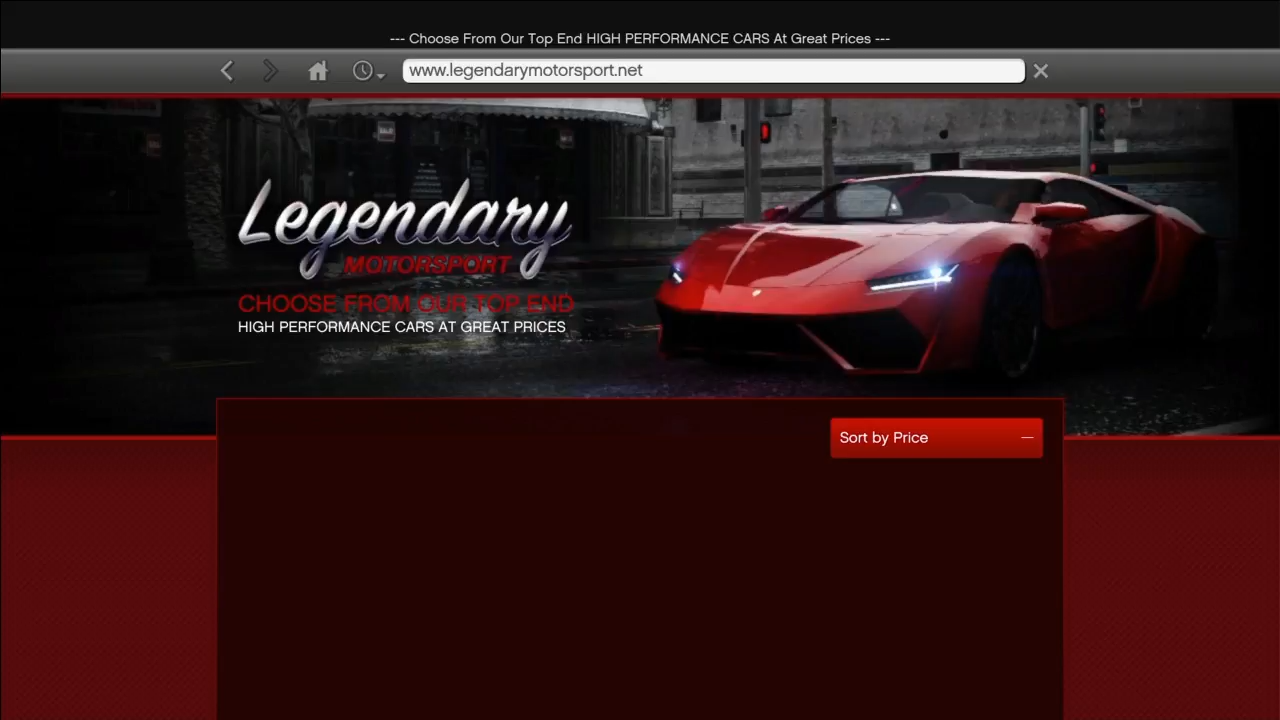 --- Choose From Our Top End HIGH PERFORMANCE CARS At Great Prices ---
www.legendarymotorsport.net
Legendary
MOTORSPORT
CHOOSE FROM OUR TOP END
HIGH PERFORMANCE CARS AT GREAT PRICES
Sort by Price